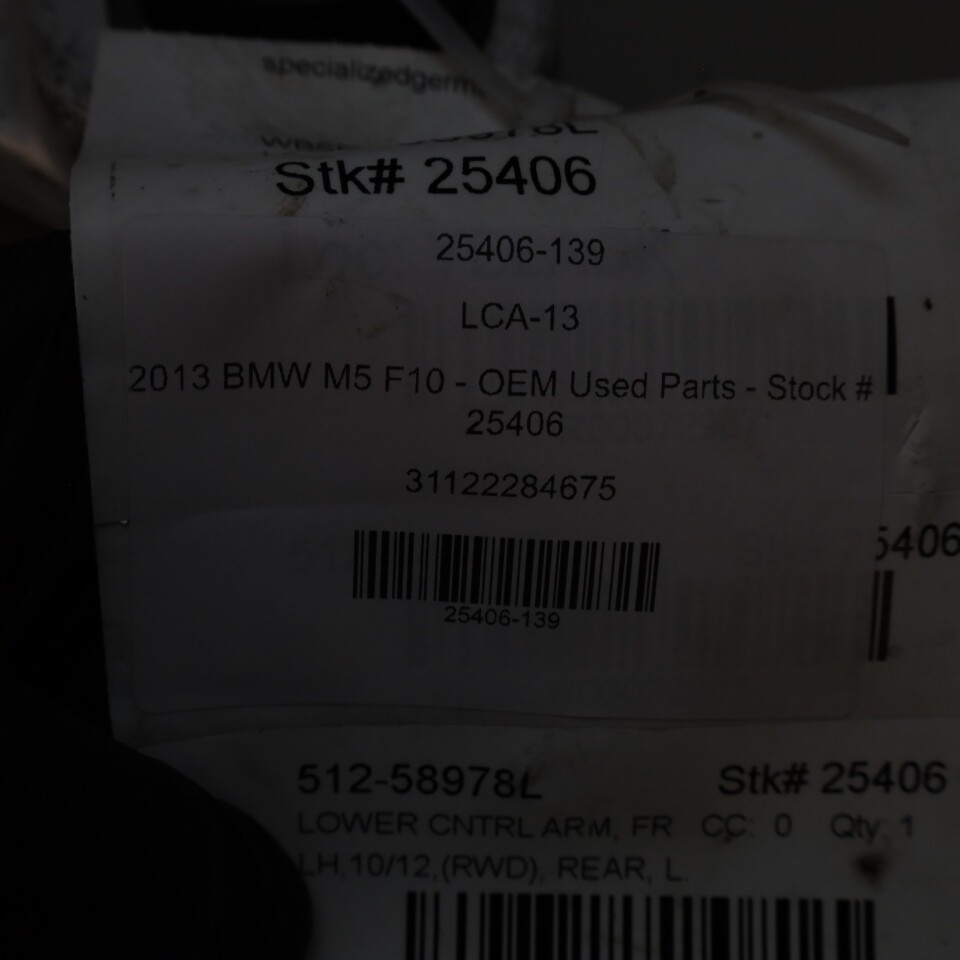 Stk# 25406
25406-139
LCA-13
2013 BMW M5 F10 - OEM Used Parts - Stock #
25406
31122284675
5406
25406-139
512-58978L Stk# 25406
LOWER CNTRL ARM, FR CC: 0 Qty 1
LH,10/12,(RWD), REAR, L.